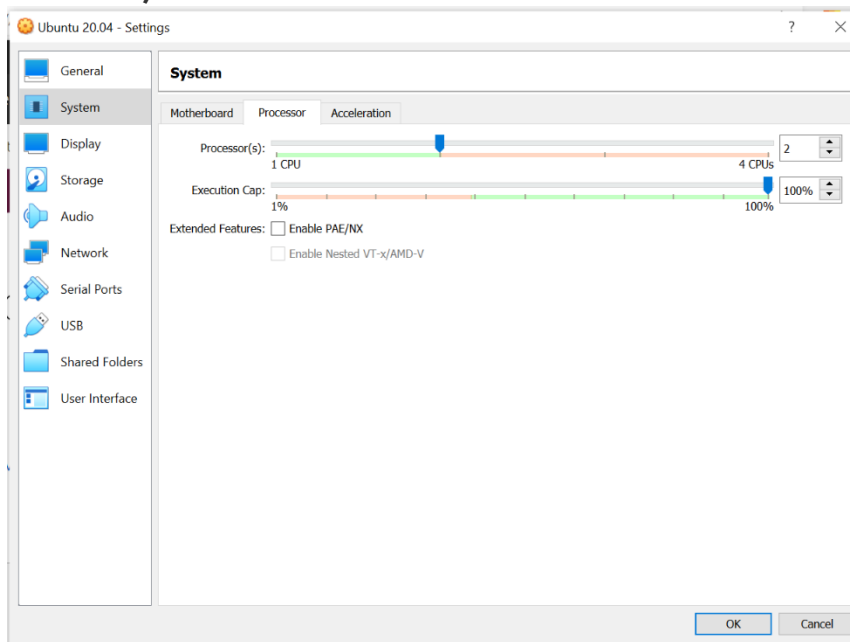 Ubuntu 20.04 - Settings
?
General
System
Display
Storage
Audio
Network
Serial Ports
USB
Shared Folders
User Interface
System
Motherboard Processor Acceleration
Processor(s): 2
1 CPU 4 CPUs
Execution Cap: 100%
1% 100%
Extended Features: Enable PAE/NX
Enable Nested VT-x/AMD-V
OK Cancel